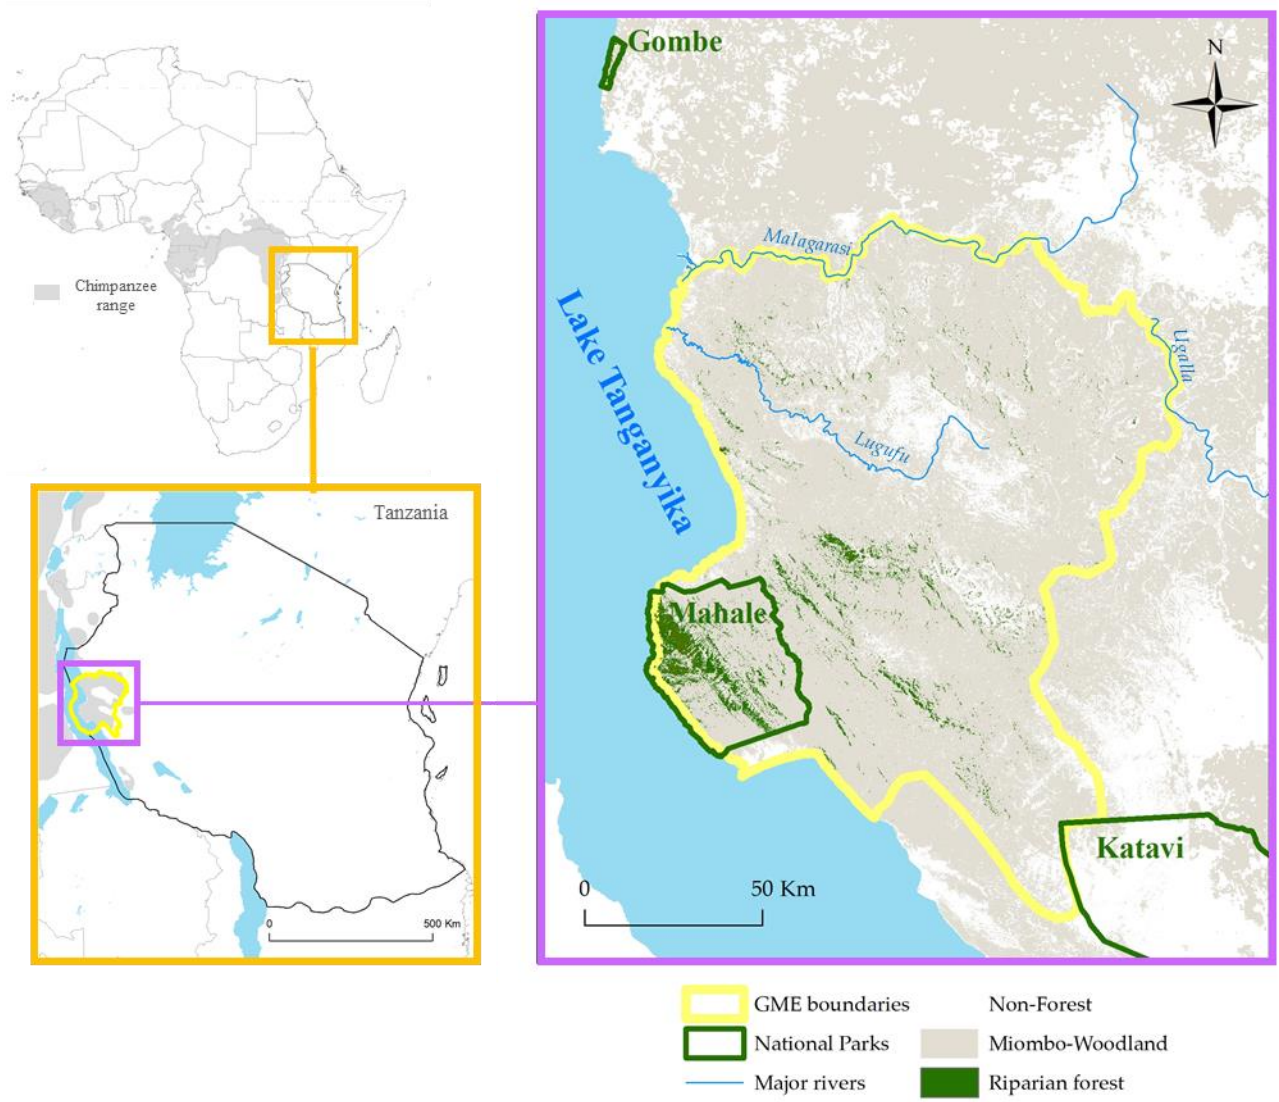 Gombe
N
Malagarasi
Chimpanzee
range
Lake Tanganyika
Ugalla
Lugufu
Tanzania
Mahale
Katavi
0
50 Km
0
500 Km
GME boundaries
Non-Forest
National Parks
Miombo-Woodland
Major rivers
Riparian forest